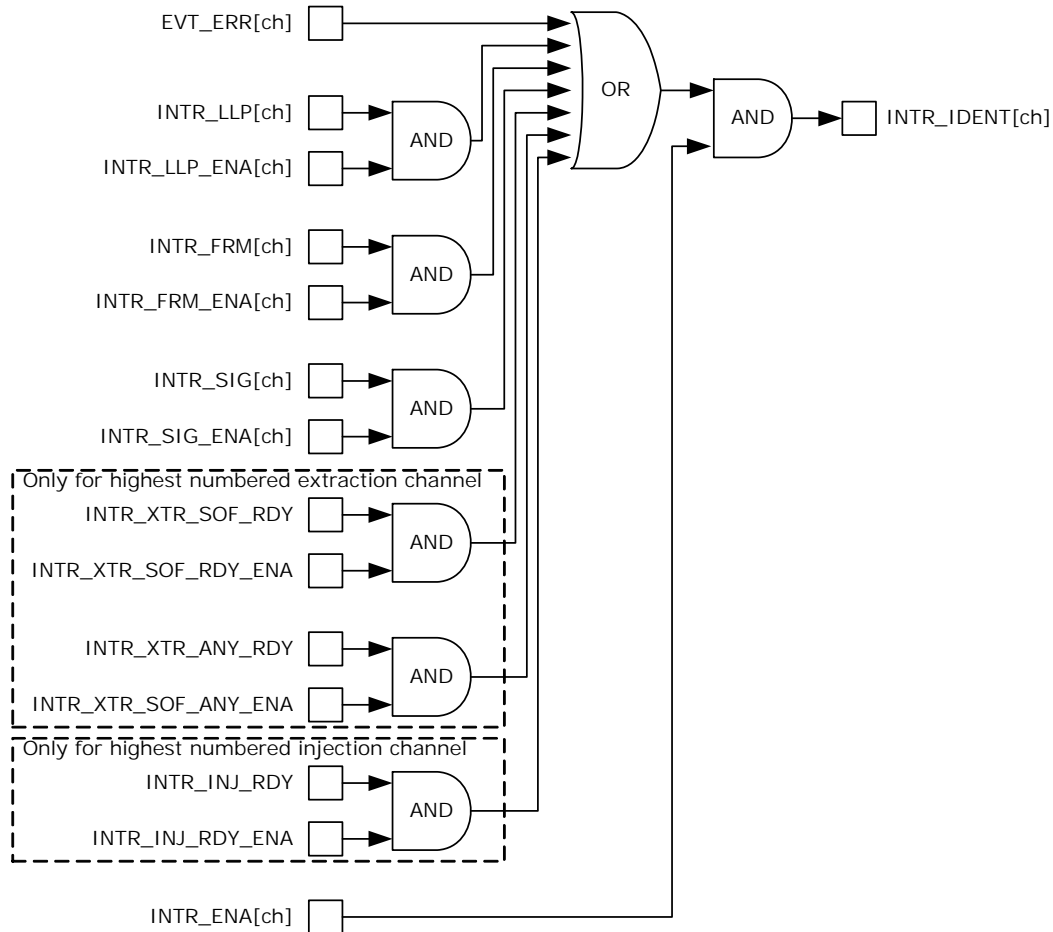 EVT_ERR[ch]
OR
INTR_LLP[ch]
AND
INTR_LLP_ENA[ch]
AND
INTR_IDENT[ch]
INTR_FRM[ch]
AND
INTR_FRM_ENA[ch]
INTR_SIG[ch]
AND
INTR_SIG_ENA[ch]
Only for highest numbered extraction channel
INTR_XTR_SOF_RDY
AND
INTR_XTR_SOF_RDY_ENA
INTR_XTR_ANY_RDY
AND
INTR_XTR_SOF_ANY_ENA
Only for highest numbered injection channel
INTR_INJ_RDY
AND
INTR_INJ_RDY_ENA
INTR_ENA[ch]